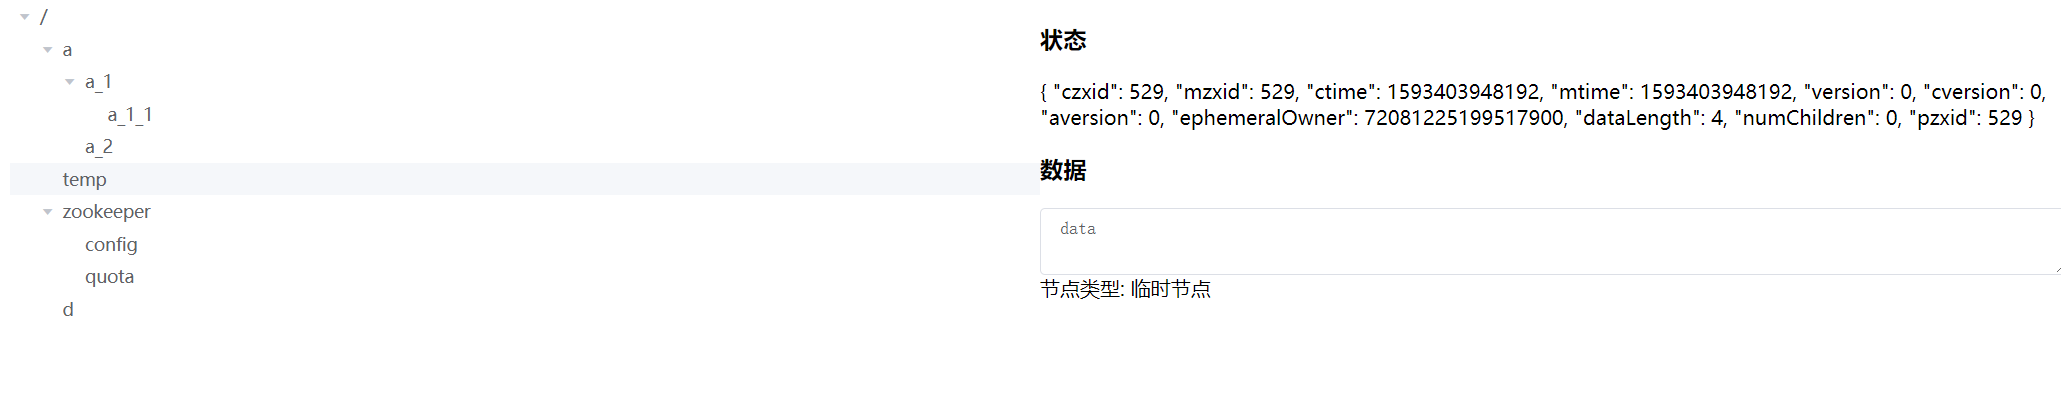 /
a
a_1
a_1_1
a_2
temp
zookeeper
config
quota
d
状态
{ "czxid": 529, "mzxid": 529, "ctime": 1593403948192, "mtime": 1593403948192, "version": 0, "cversion": 0,
"aversion": 0, "ephemeralOwner": 72081225199517900, "dataLength": 4, "numChildren": 0, "pzxid": 529 }
数据
data
节点类型: 临时节点